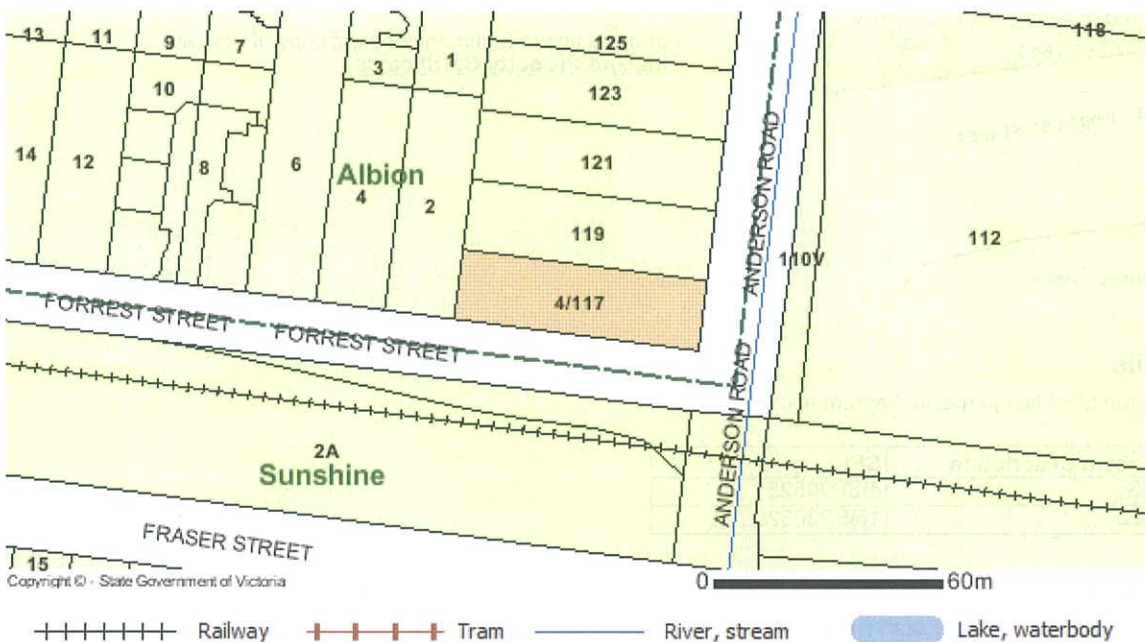 13
11
9
7
3
1
125
118
10
123
14
12
8
6
Albion
4
2
121
119
112
110V
ANDERSON ROAD
ANDERSON ROAD
4/117
FORREST STREET
FORREST STREET
2A
Sunshine
ANDERSON ROAD
FRASER STREET
15
Copyright © - State Government of Victoria
0 60m
Railway Tram River, stream Lake, waterbody